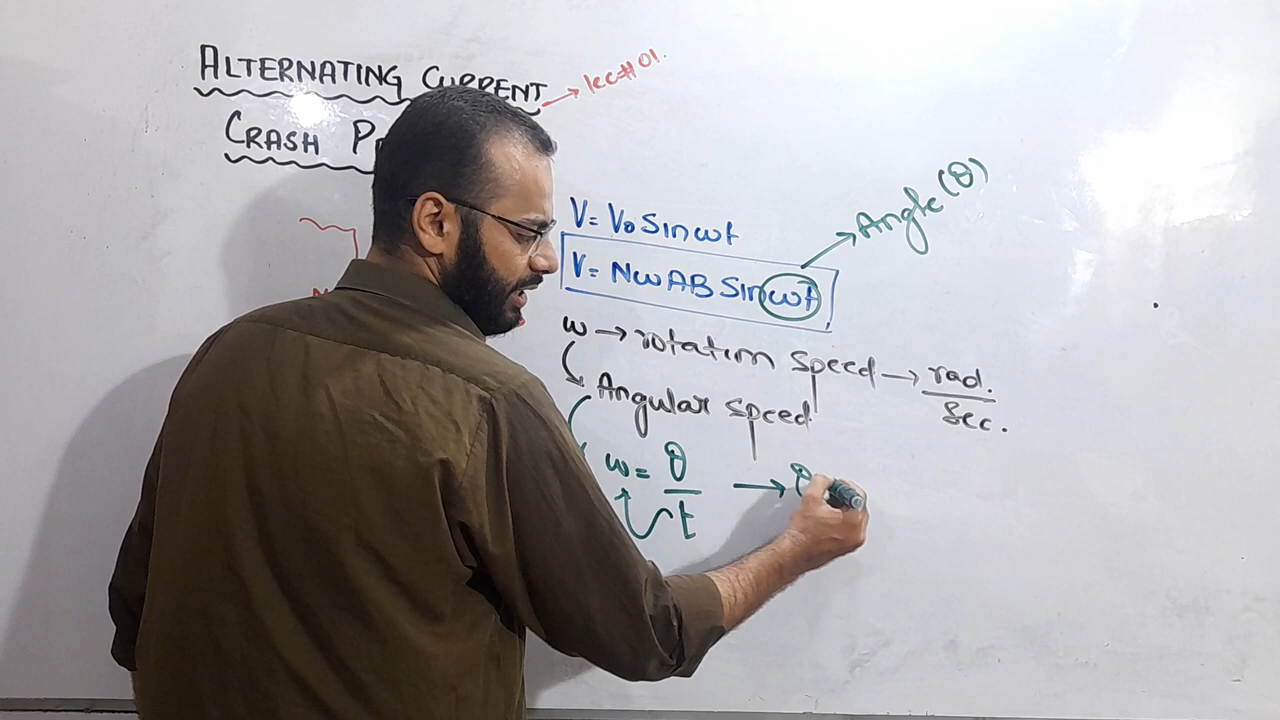 ALTERNATING CURRENT → lec#01.
CRASH
V= V₀ Sinωt
V= NωAB Sinωt → Angle (θ)
ω → rotation Speed → rad./Sec.
Angular Speed
ω = θ/t → θ